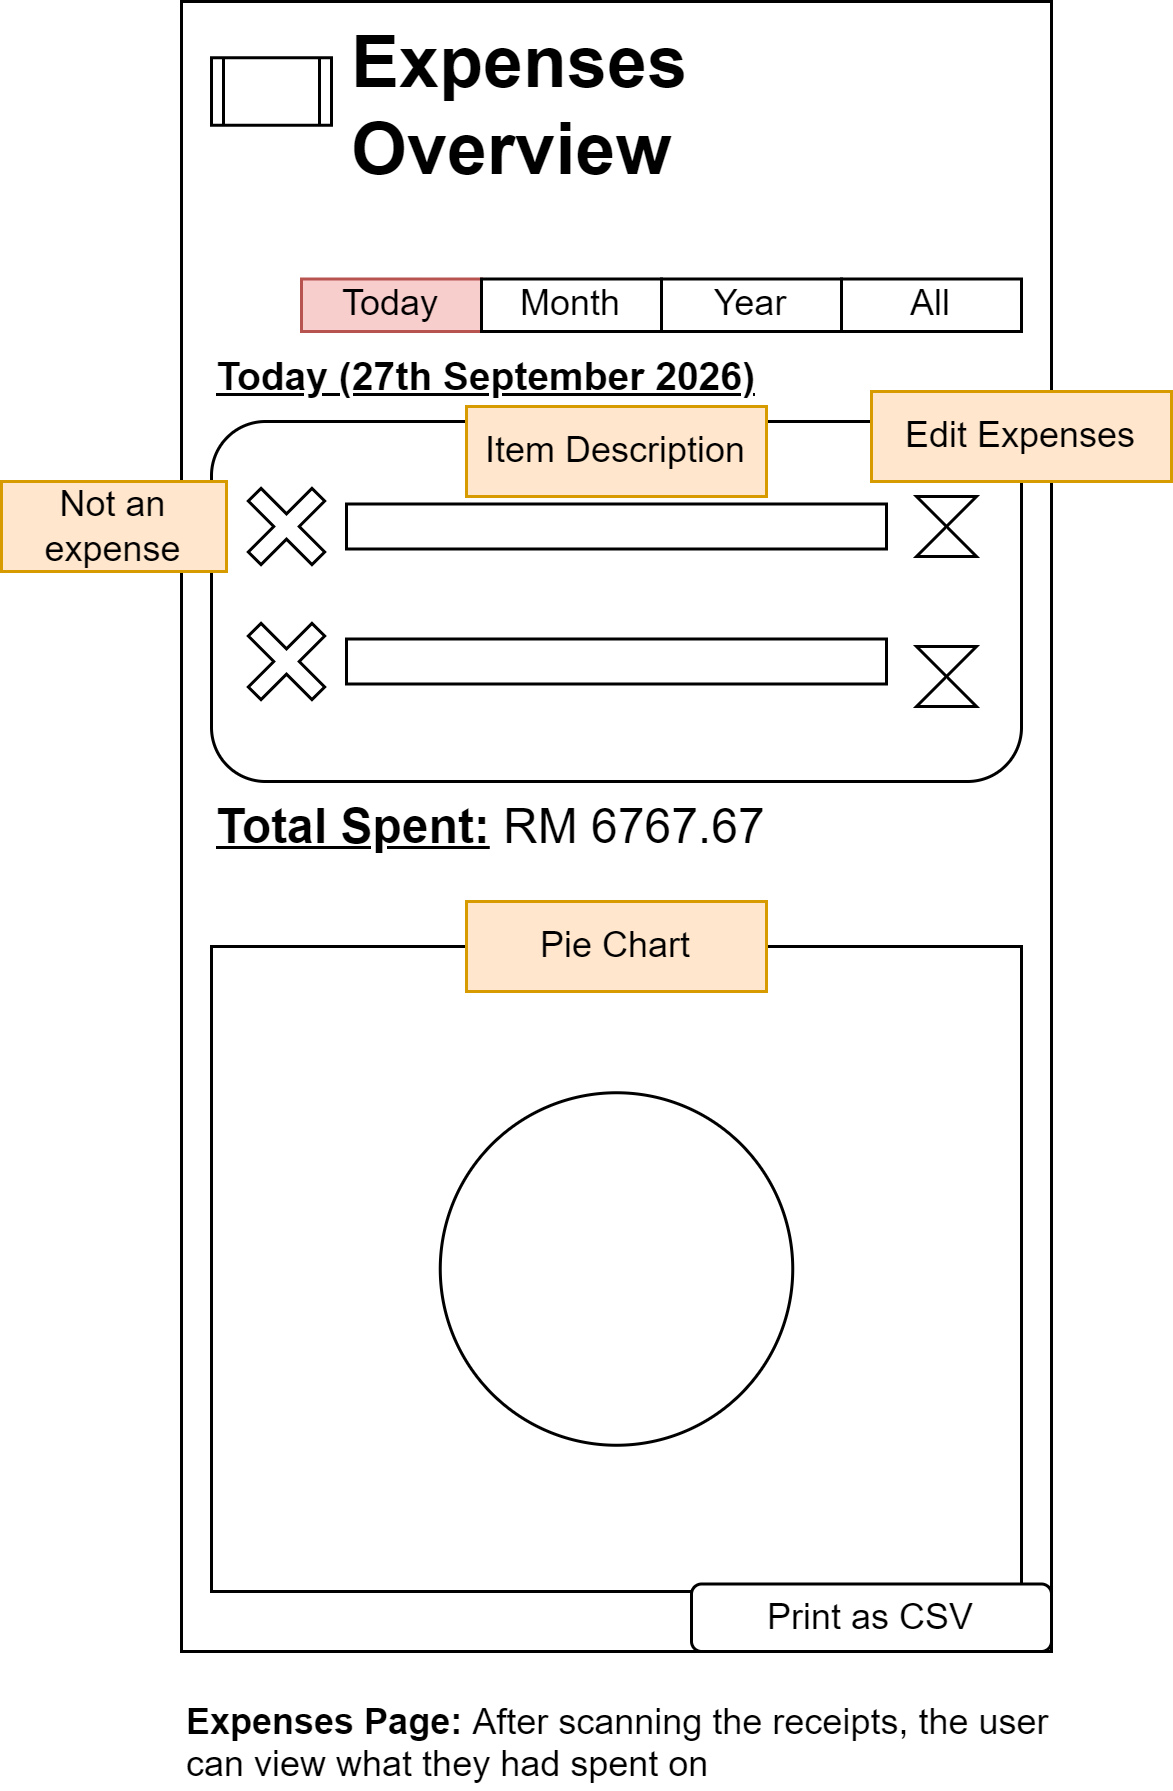 Expenses
Overview
Today Month Year All
Today (27th September 2026)
Item Description
Edit Expenses
Not an
expense
Total Spent: RM 6767.67
Pie Chart
Print as CSV
Expenses Page: After scanning the receipts, the user
can view what they had spent on